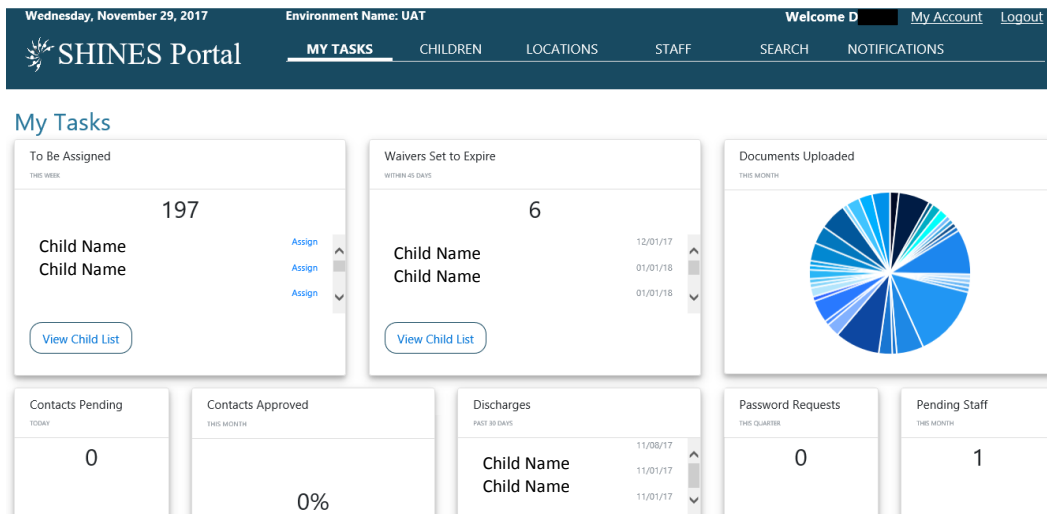 Wednesday, November 29, 2017 Environment Name: UAT Welcome D My Account Logout
SHINES Portal MY TASKS CHILDREN LOCATIONS STAFF SEARCH NOTIFICATIONS
My Tasks
To Be Assigned
THIS WEEK
197
Child Name
Child Name
Assign
Assign
Assign
View Child List
Waivers Set to Expire
WITHIN 45 DAYS
6
Child Name
Child Name
12/01/17
01/01/18
01/01/18
View Child List
Documents Uploaded
THIS MONTH
Contacts Pending
TODAY
0
Contacts Approved
THIS MONTH
0%
Discharges
PAST 30 DAYS
Child Name
Child Name
11/08/17
11/01/17
11/01/17
Password Requests
THIS QUARTER
0
Pending Staff
THIS MONTH
1